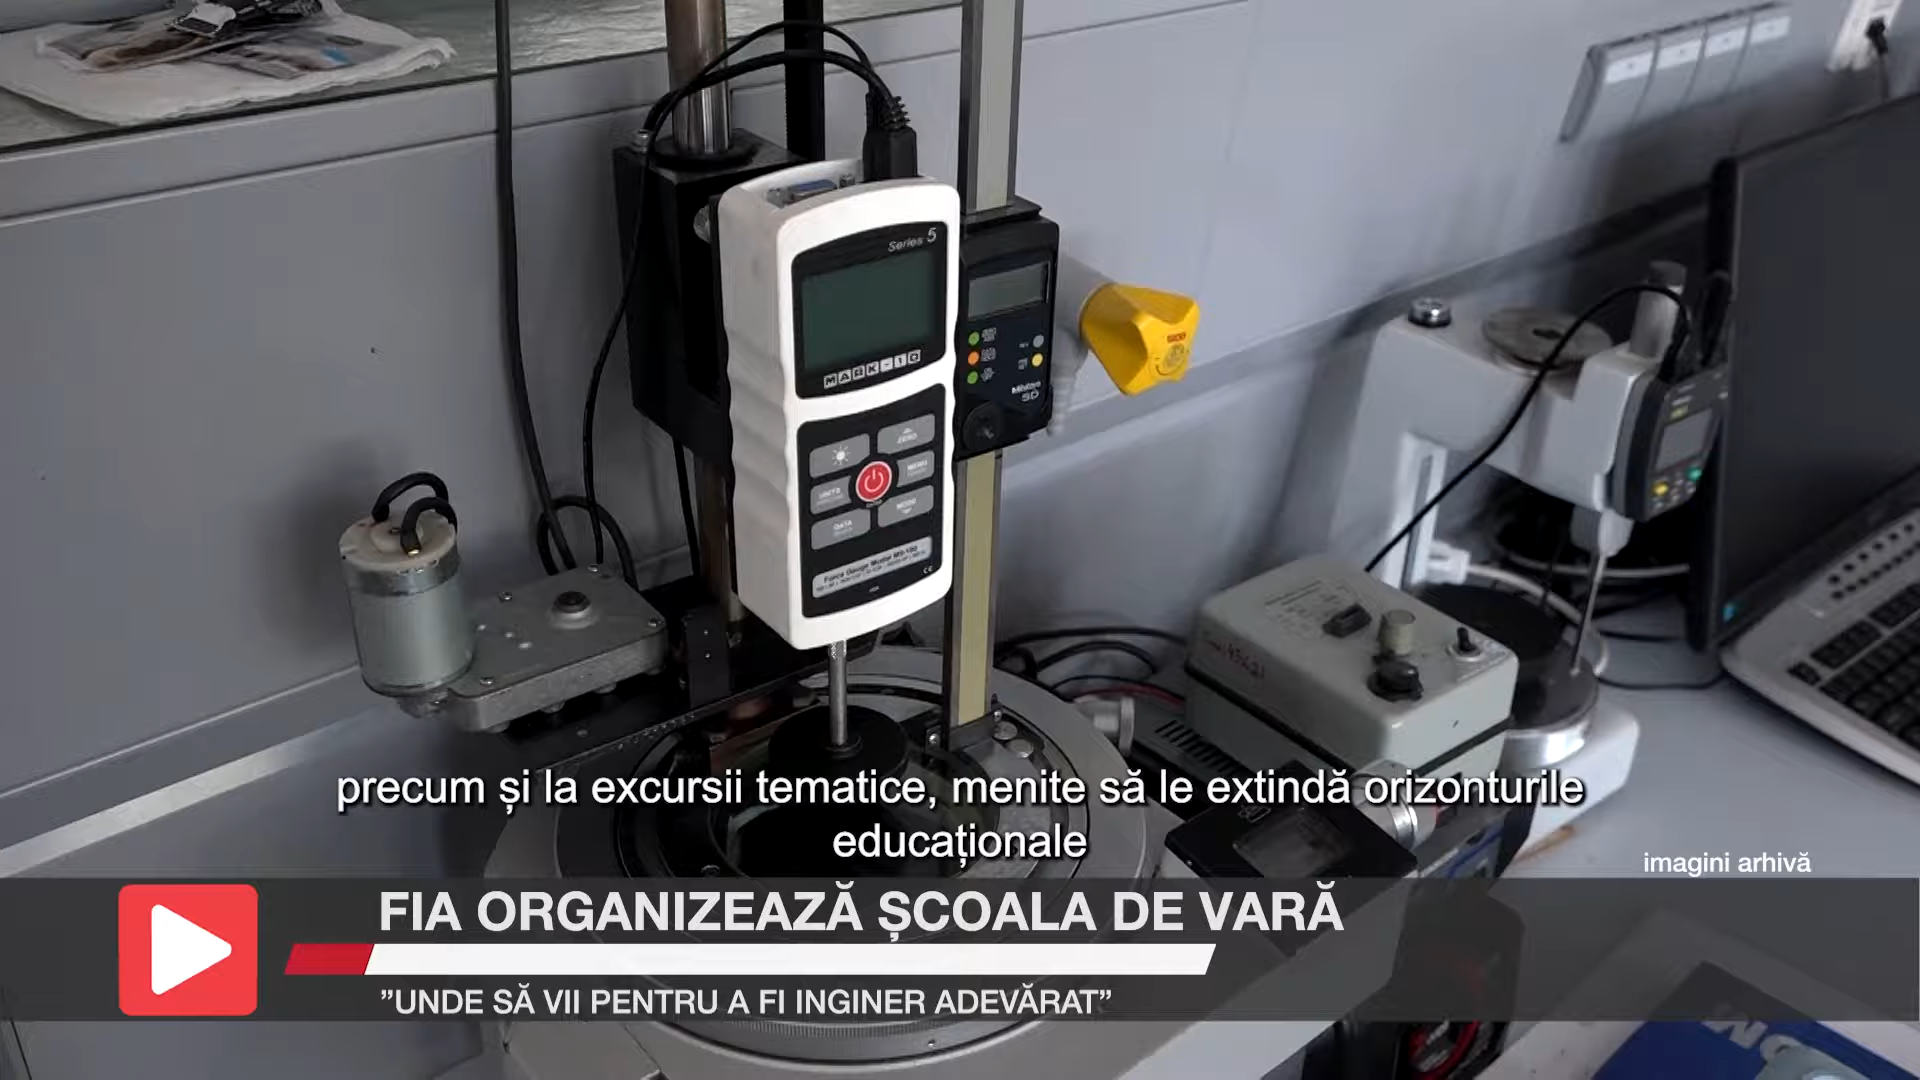 Series 5
MARK-10
ZERO
MENU
UNITS
MODE
DATA
Force Gauge Model M5-100
CE
Mitutoyo
SD
precum și la excursii tematice, menite să le extindă orizonturile
educaționale
imagini arhivă
FIA ORGANIZEAZĂ ȘCOALA DE VARĂ
”UNDE SĂ VII PENTRU A FI INGINER ADEVĂRAT”